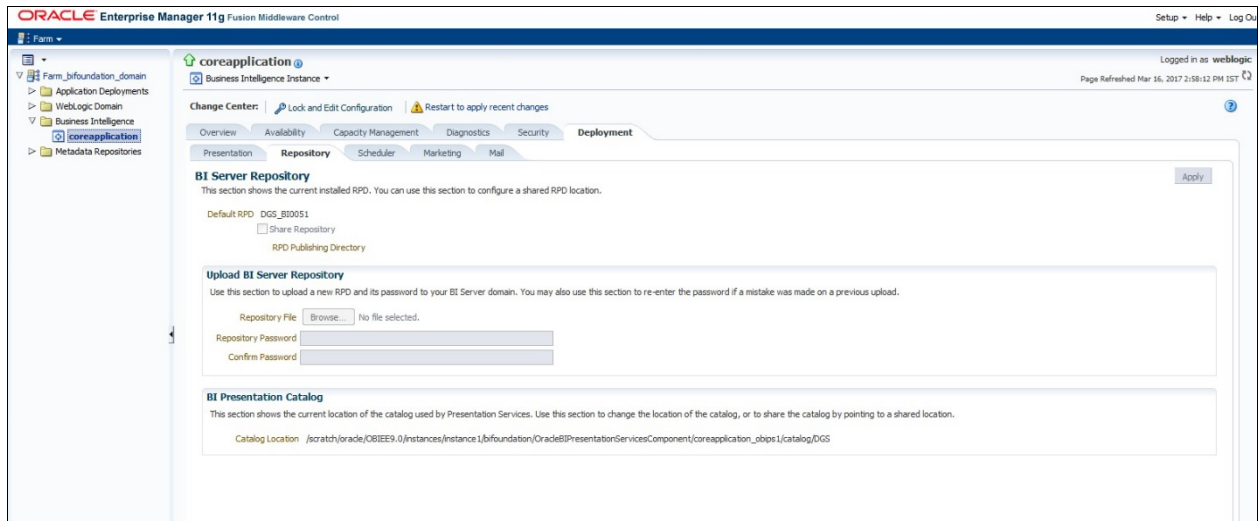 ORACLE Enterprise Manager 11g Fusion Middleware Control
Setup Help Log Ou
Farm
Farm_bifoundation_domain
Application Deployments
WebLogic Domain
Business Intelligence
coreapplication
Metadata Repositories
coreapplication
Logged in as weblogic
Business Intelligence Instance
Page Refreshed Mar 16, 2017 2:58:12 PM IST
Change Center: Lock and Edit Configuration Restart to apply recent changes
Overview Availability Capacity Management Diagnostics Security Deployment
Presentation Repository Scheduler Marketing Mail
BI Server Repository
Apply
This section shows the current installed RPD. You can use this section to configure a shared RPD location.
Default RPD DGS_BI0051
Share Repository
RPD Publishing Directory
Upload BI Server Repository
Use this section to upload a new RPD and its password to your BI Server domain. You may also use this section to re-enter the password if a mistake was made on a previous upload.
Repository File Browse... No file selected.
Repository Password
Confirm Password
BI Presentation Catalog
This section shows the current location of the catalog used by Presentation Services. Use this section to change the location of the catalog, or to share the catalog by pointing to a shared location.
Catalog Location /scratch/oracle/OBIEE9.0/instances/instance1/bifoundation/OracleBIPresentationServicesComponent/coreapplication_obips1/catalog/DGS